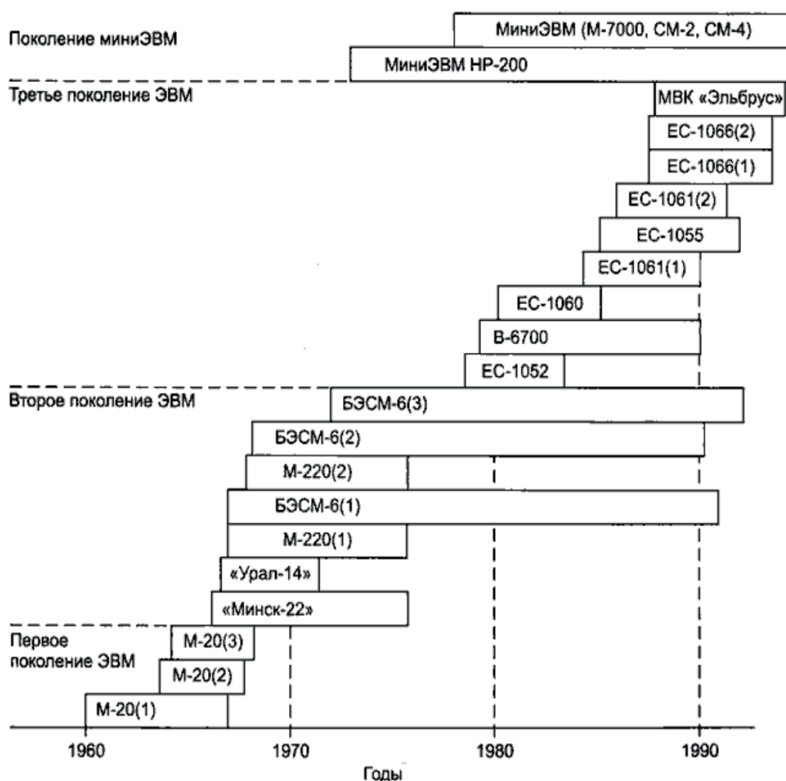 Поколение миниЭВМ
МиниЭВМ (М-7000, СМ-2, СМ-4)
МиниЭВМ НР-200
Третье поколение ЭВМ
МВК «Эльбрус»
ЕС-1066(2)
ЕС-1066(1)
ЕС-1061(2)
ЕС-1055
ЕС-1061(1)
ЕС-1060
В-6700
ЕС-1052
Второе поколение ЭВМ
БЭСМ-6(3)
БЭСМ-6(2)
М-220(2)
БЭСМ-6(1)
М-220(1)
«Урал-14»
«Минск-22»
Первое
поколение ЭВМ
М-20(3)
М-20(2)
М-20(1)
1960
1970
1980
1990
Годы